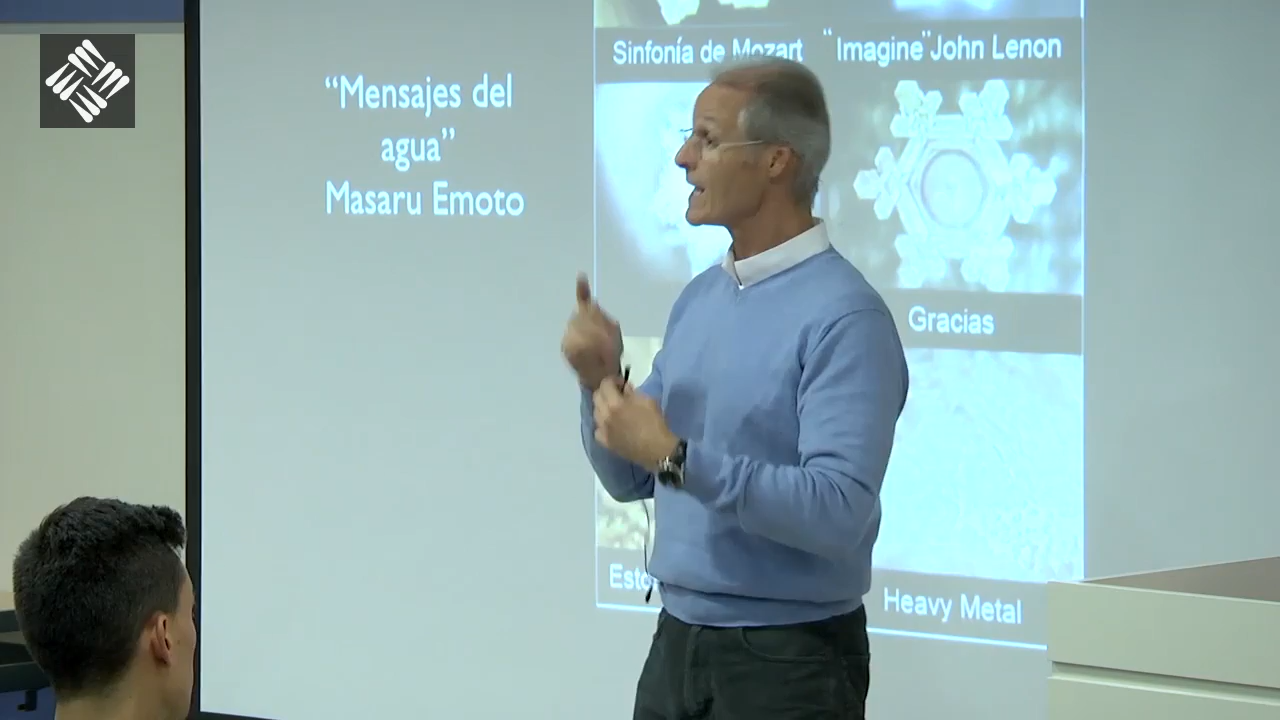 “Mensajes del
agua”
Masaru Emoto
Sinfonía de Mozart
“Imagine” John Lenon
Gracias
Heavy Metal